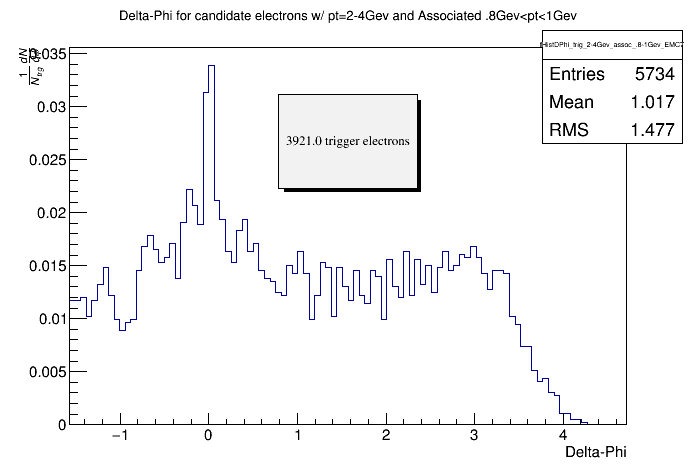 Delta-Phi for candidate electrons w/ pt=2-4Gev and Associated .8Gev<pt<1Gev
Entries 5734
Mean 1.017
RMS 1.477
3921.0 trigger electrons
0.035
0.03
0.025
0.02
0.015
0.01
0.005
0
−1
0
1
2
3
4
Delta-Phi